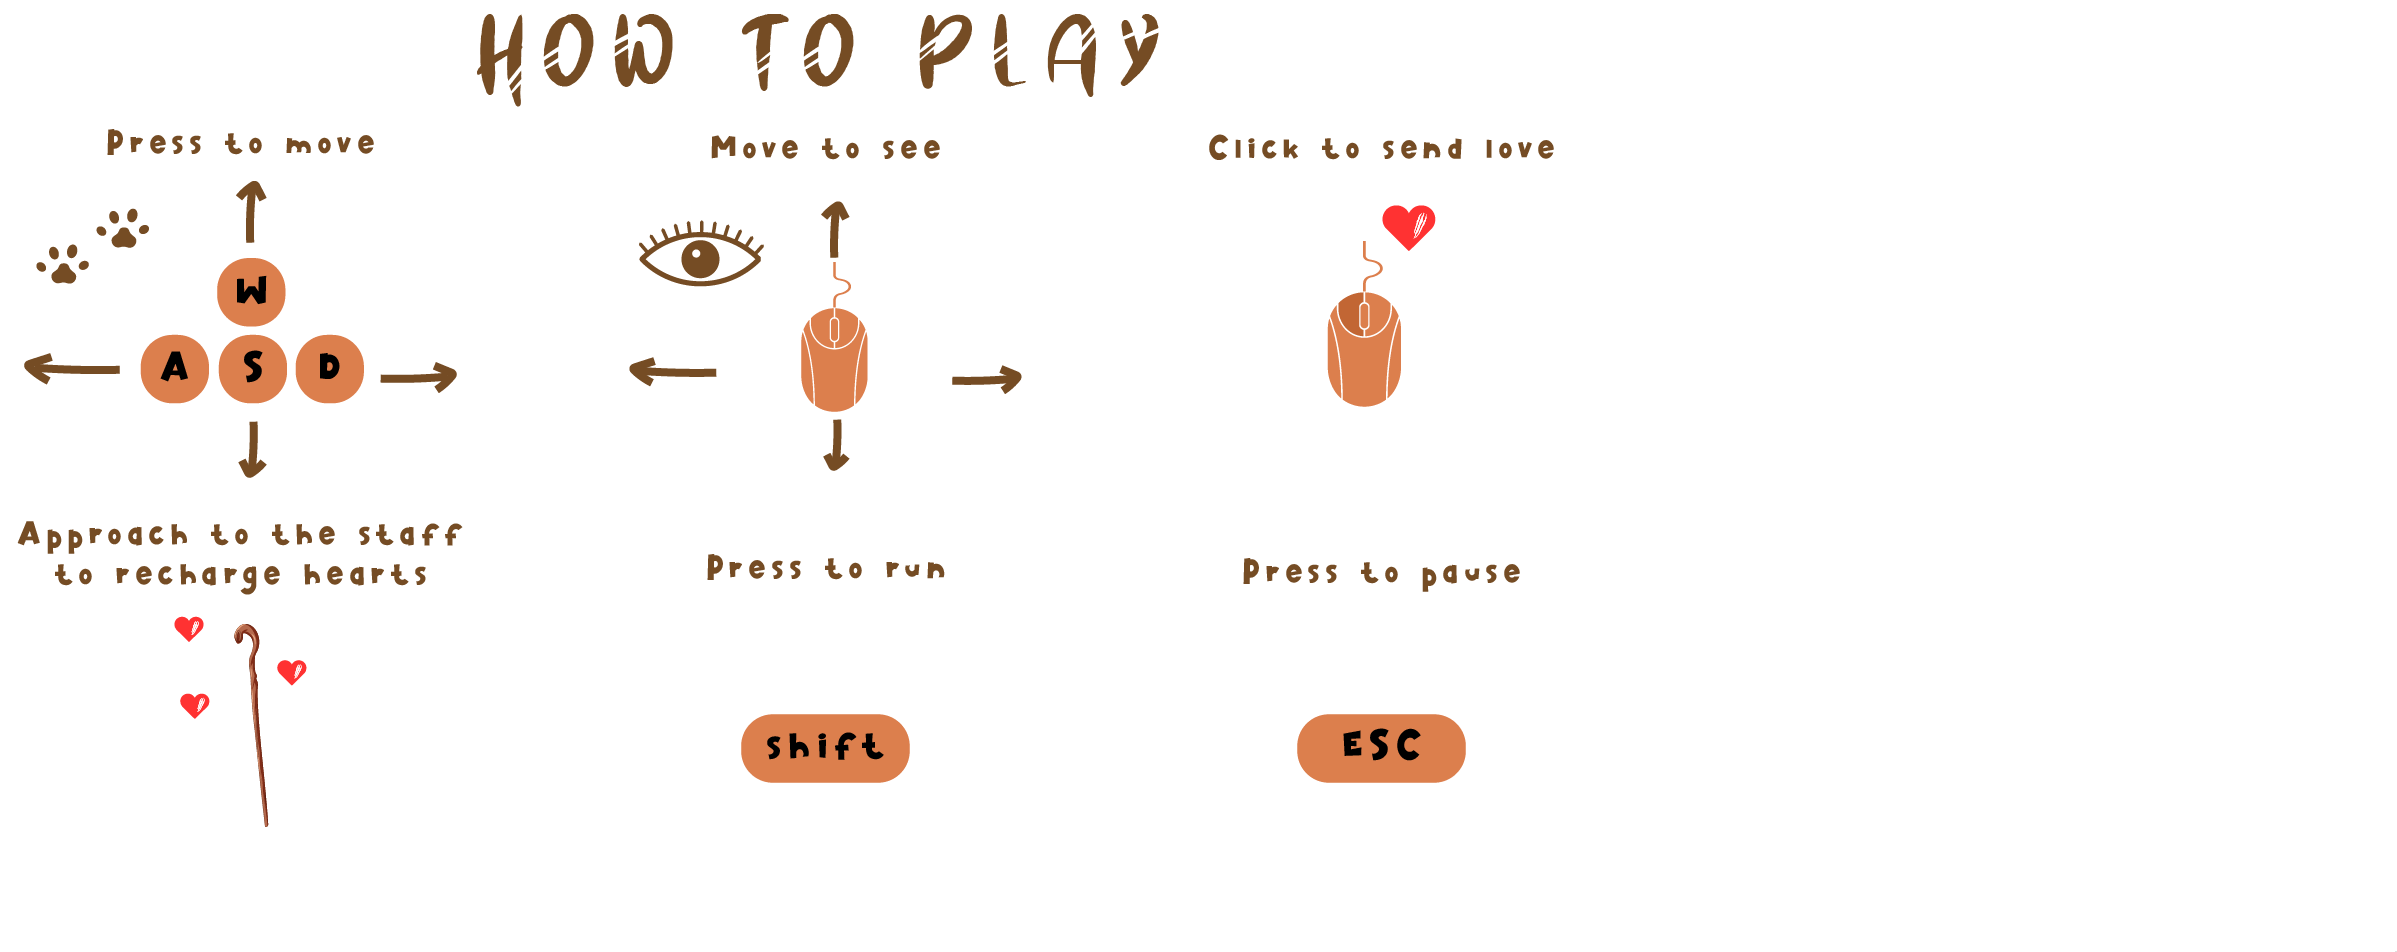 HOW TO PLAY
Press to move
W
A S D
Move to see
Click to send love
Approach to the staff
to recharge hearts
Press to run
shift
Press to pause
ESC